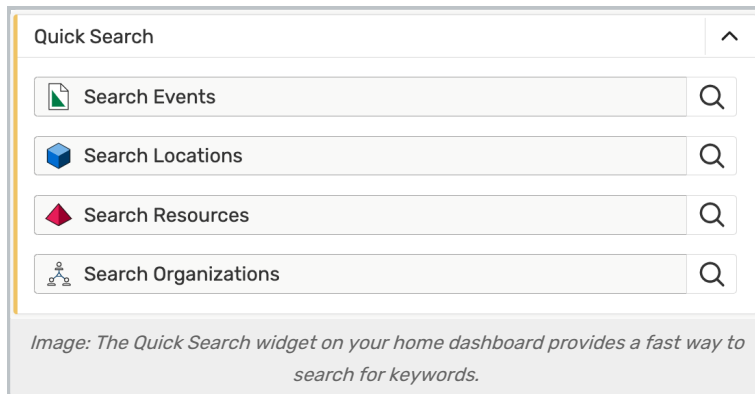 Quick Search
Search Events
Search Locations
Search Resources
Search Organizations
Image: The Quick Search widget on your home dashboard provides a fast way to
search for keywords.